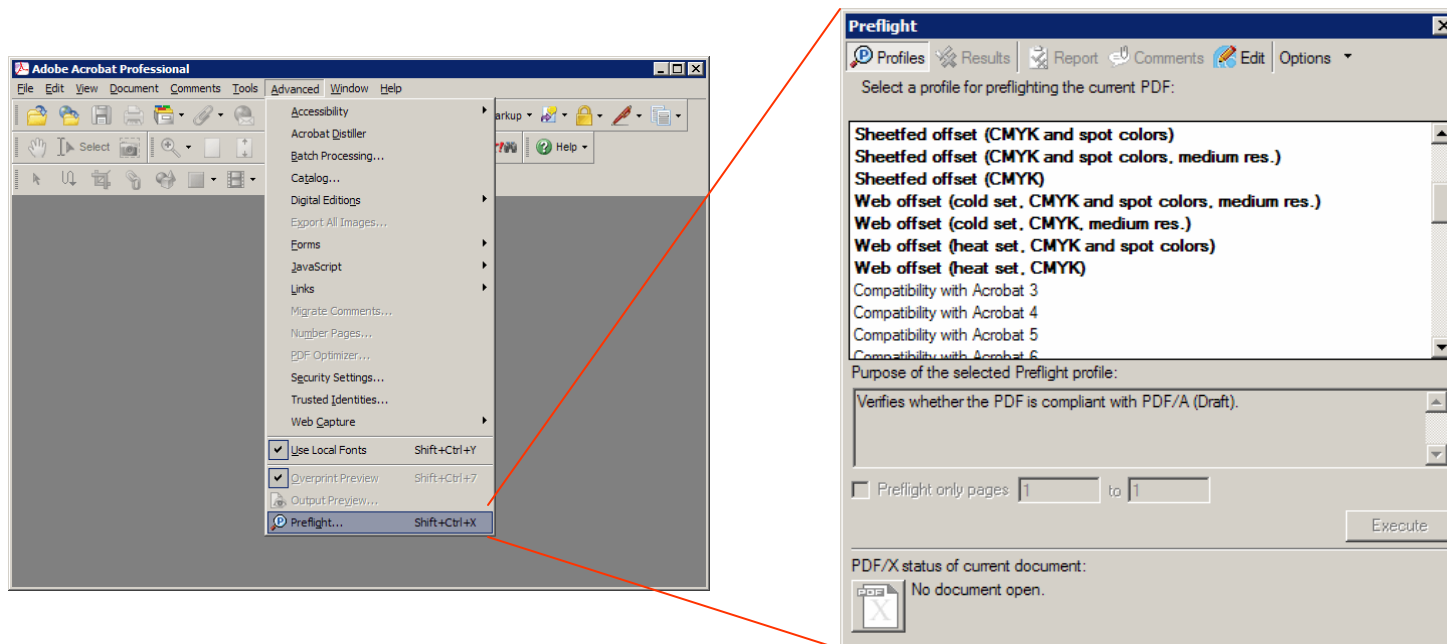 Adobe Acrobat Professional
File Edit View Document Comments Tools Advanced Window Help
arkup
Select
Help
Accessibility
Acrobat Distiller
Batch Processing...
Catalog...
Digital Editions
Export All Images...
Forms
JavaScript
Links
Migrate Comments...
Number Pages...
PDF Optimizer...
Security Settings...
Trusted Identities...
Web Capture
Use Local Fonts Shift+Ctrl+Y
Overprint Preview Shift+Ctrl+7
Output Preview...
Preflight... Shift+Ctrl+X
Preflight
Profiles Results Report Comments Edit Options
Select a profile for preflighting the current PDF:
Sheetfed offset (CMYK and spot colors)
Sheetfed offset (CMYK and spot colors, medium res.)
Sheetfed offset (CMYK)
Web offset (cold set, CMYK and spot colors, medium res.)
Web offset (cold set, CMYK, medium res.)
Web offset (heat set, CMYK and spot colors)
Web offset (heat set, CMYK)
Compatibility with Acrobat 3
Compatibility with Acrobat 4
Compatibility with Acrobat 5
Compatibility with Acrobat 6
Purpose of the selected Preflight profile:
Verifies whether the PDF is compliant with PDF/A (Draft).
Preflight only pages 1 to 1
Execute
PDF/X status of current document:
PDF
X
No document open.